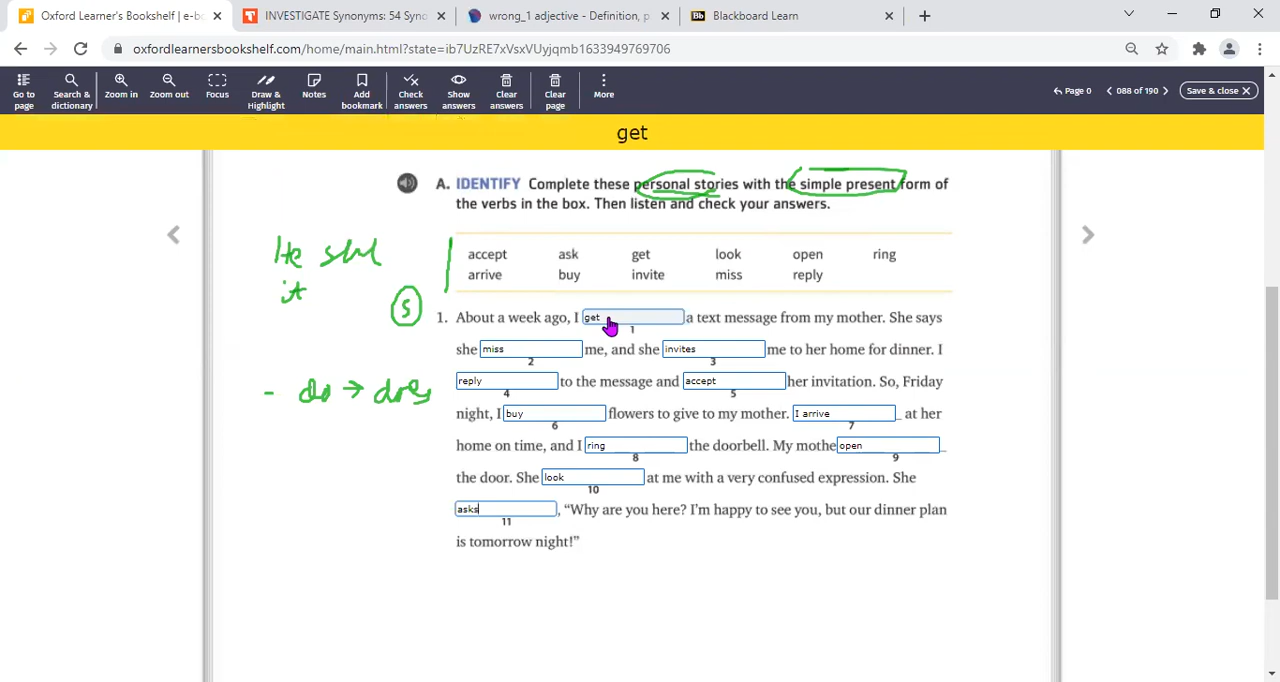 Oxford Learner's Bookshelf | e-bo
INVESTIGATE Synonyms: 54 Syno
wrong_1 adjective - Definition, p
Blackboard Learn
oxfordlearnersbookshelf.com/home/main.html?state=ib7UzRE7xVsxVUyjqmb1633949769706
Go to page
Search & dictionary
Zoom in
Zoom out
Focus
Draw & Highlight
Notes
Add bookmark
Check answers
Show answers
Clear answers
Clear page
More
Page 0
088 of 190
Save & close
get
A. IDENTIFY Complete these personal stories with the simple present form of
the verbs in the box. Then listen and check your answers.
accept ask get look open ring
arrive buy invite miss reply
He
it
S
- do → does
1. About a week ago, I get a text message from my mother. She says
1
she miss me, and she invites me to her home for dinner. I
2 3
reply to the message and accept her invitation. So, Friday
4 5
night, I buy flowers to give to my mother. I arrive _ at her
6 7
home on time, and I ring the doorbell. My mothe open _
8 9
the door. She look at me with a very confused expression. She
10
asks , “Why are you here? I’m happy to see you, but our dinner plan
11
is tomorrow night!”